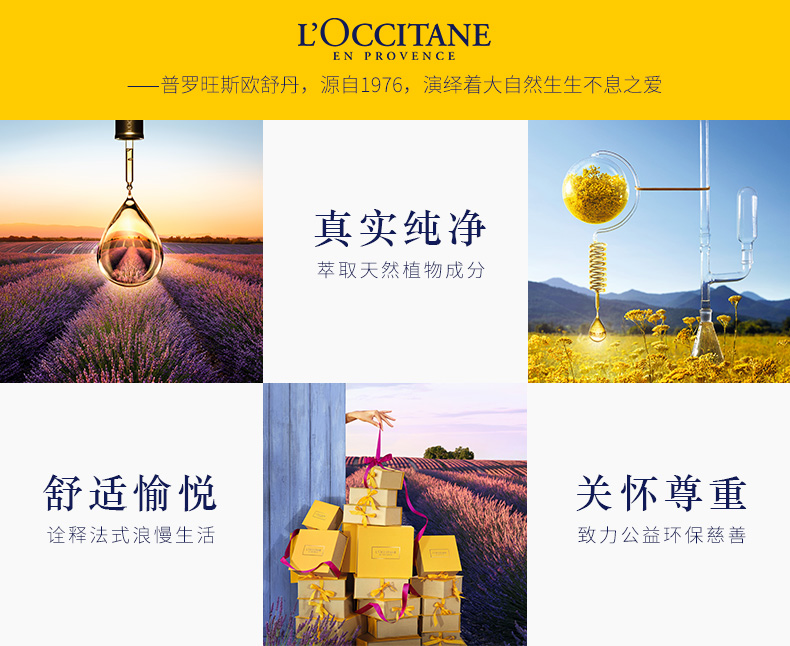 L'OCCITANE
EN PROVENCE
——普罗旺斯欧舒丹，源自1976，演绎着大自然生生不息之爱
真实纯净
萃取天然植物成分
舒适愉悦
诠释法式浪慢生活
关怀尊重
致力公益环保慈善
L'OCCITANE